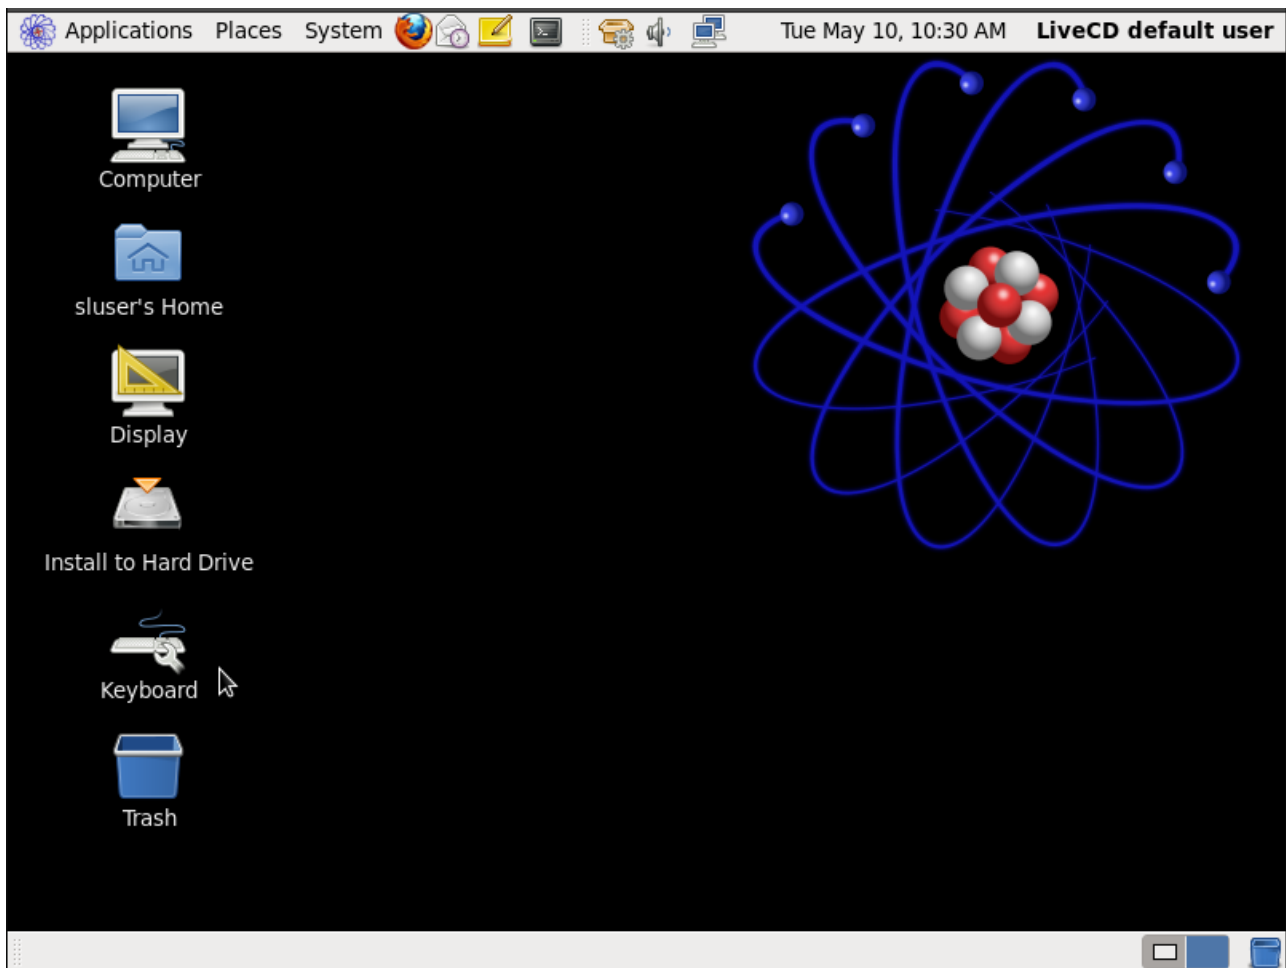 Applications Places System Tue May 10, 10:30 AM LiveCD default user
Computer
sluser's Home
Display
Install to Hard Drive
Keyboard
Trash